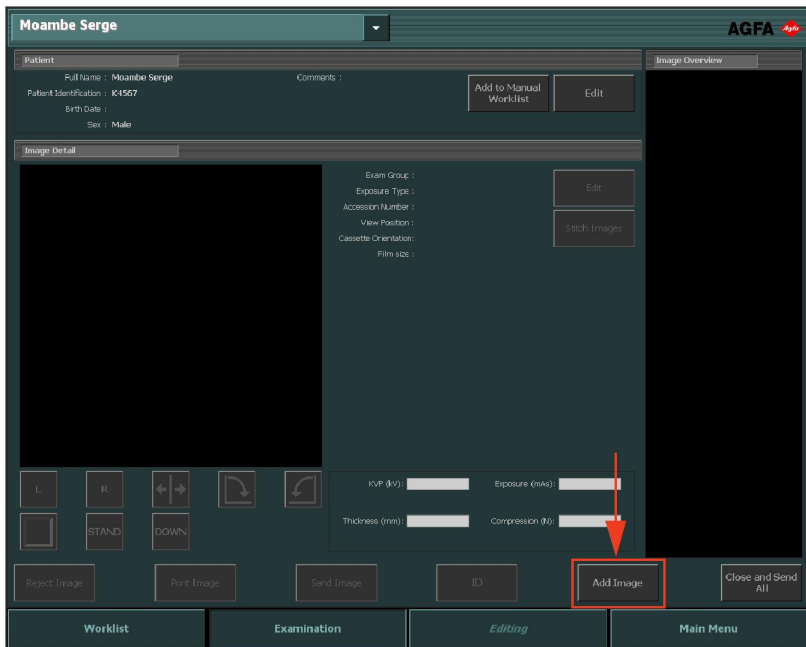 Moambe Serge
AGFA Agfa
Patient
Image Overview
Full Name : Moambe Serge
Comments :
Patient Identification : K4567
Birth Date :
Sex : Male
Add to Manual
Worklist
Edit
Image Detail
Exam Group :
Exposure Type :
Accession Number :
View Position :
Cassette Orientation:
Film size :
Edit
Stitch Images
L
R
STAND
DOWN
KVP (kV):
Exposure (mAs):
Thickness (mm):
Compression (N):
Reject Image
Print Image
Send Image
ID
Add Image
Close and Send
All
Worklist
Examination
Editing
Main Menu